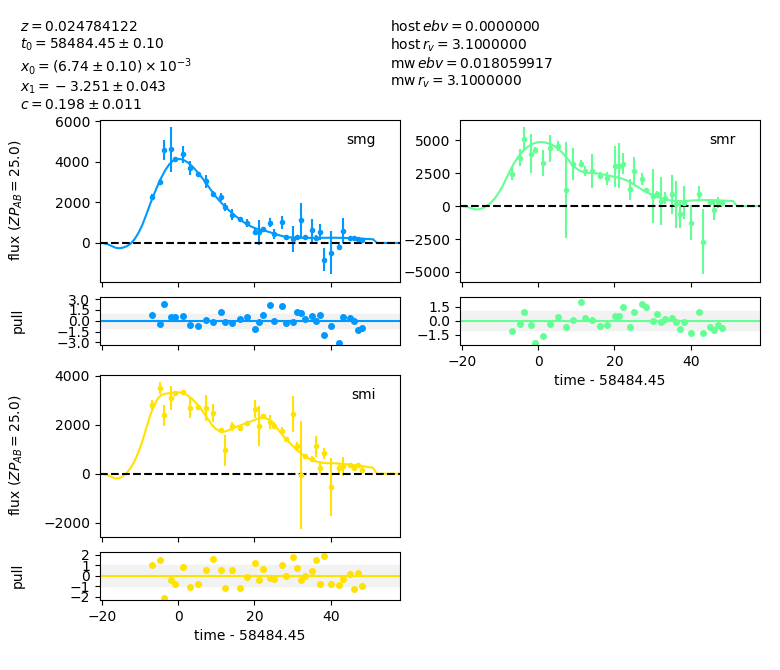 z = 0.024784122
t₀ = 58484.45 ± 0.10
x₀ = (6.74 ± 0.10) × 10⁻³
x₁ = −3.251 ± 0.043
c = 0.198 ± 0.011
host ebv = 0.0000000
host r_v = 3.1000000
mw ebv = 0.018059917
mw r_v = 3.1000000
flux (ZP_AB = 25.0)
6000
4000
2000
0
smg
5000
2500
0
−2500
−5000
smr
pull
3.0
1.5
0.0
−1.5
−3.0
1.5
0.0
−1.5
−20 0 20 40
time - 58484.45
flux (ZP_AB = 25.0)
4000
2000
0
−2000
smi
pull
2
1
0
−1
−2
−20 0 20 40
time - 58484.45